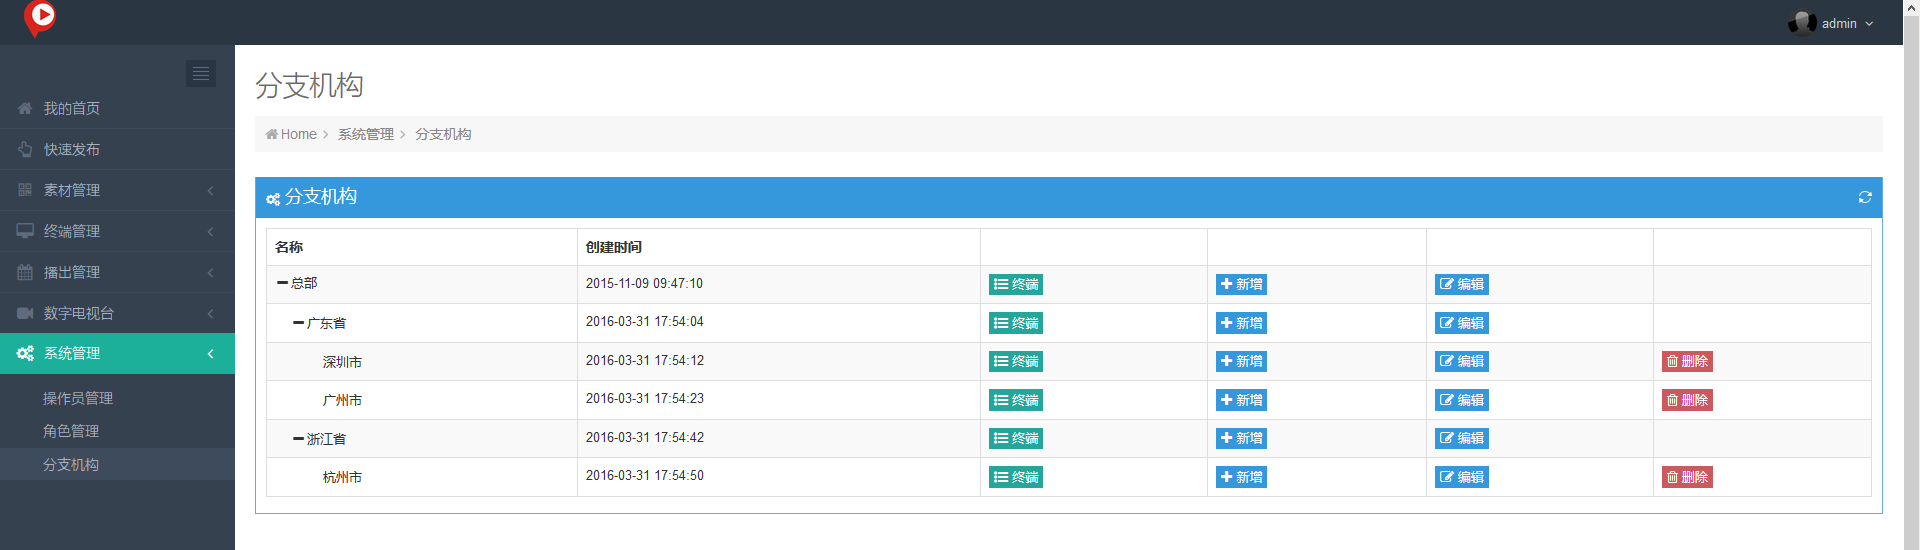 admin
分支机构
我的首页
Home
系统管理
分支机构
快速发布
素材管理
分支机构
终端管理
名称
创建时间
播出管理
总部
2015-11-09 09:47:10
终端
新增
编辑
数字电视台
广东省
2016-03-31 17:54:04
终端
新增
编辑
系统管理
深圳市
2016-03-31 17:54:12
终端
新增
编辑
删除
操作员管理
广州市
2016-03-31 17:54:23
终端
新增
编辑
删除
角色管理
浙江省
2016-03-31 17:54:42
终端
新增
编辑
分支机构
杭州市
2016-03-31 17:54:50
终端
新增
编辑
删除